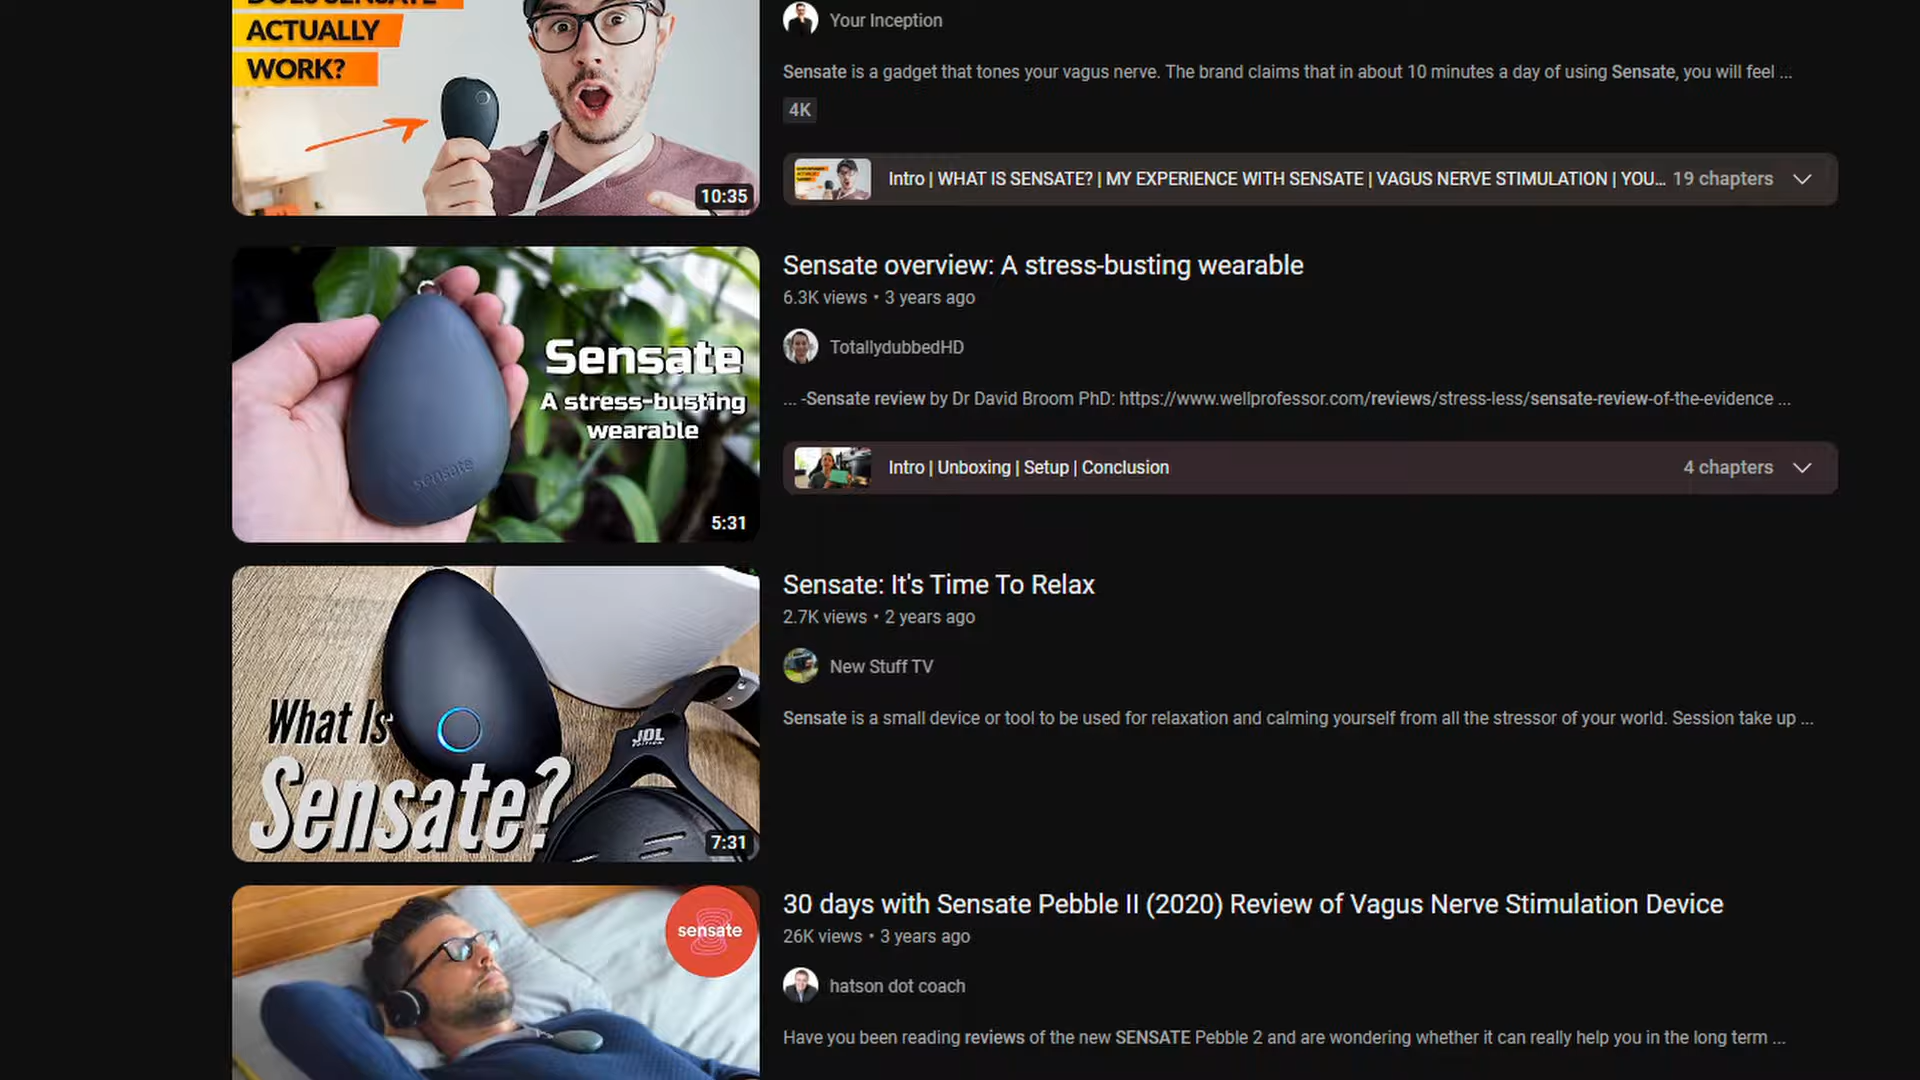 ACTUALLY
WORK?
10:35
Your Inception
Sensate is a gadget that tones your vagus nerve. The brand claims that in about 10 minutes a day of using Sensate, you will feel ...
4K
Intro | WHAT IS SENSATE? | MY EXPERIENCE WITH SENSATE | VAGUS NERVE STIMULATION | YOU... 19 chapters
Sensate
A stress-busting
wearable
sensate
5:31
Sensate overview: A stress-busting wearable
6.3K views • 3 years ago
TotallydubbedHD
... -Sensate review by Dr David Broom PhD: https://www.wellprofessor.com/reviews/stress-less/sensate-review-of-the-evidence ...
Intro | Unboxing | Setup | Conclusion 4 chapters
What Is
Sensate?
JDL
EDITION
7:31
Sensate: It's Time To Relax
2.7K views • 2 years ago
New Stuff TV
Sensate is a small device or tool to be used for relaxation and calming yourself from all the stressor of your world. Session take up ...
sensate
30 days with Sensate Pebble II (2020) Review of Vagus Nerve Stimulation Device
26K views • 3 years ago
hatson dot coach
Have you been reading reviews of the new SENSATE Pebble 2 and are wondering whether it can really help you in the long term ...